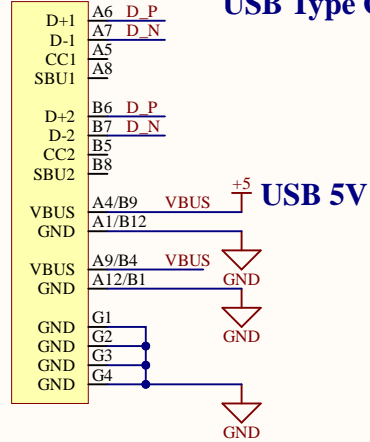 USB Type C
D+1 A6 D_P
D-1 A7 D_N
CC1 A5
SBU1 A8
D+2 B6 D_P
D-2 B7 D_N
CC2 B5
SBU2 B8
+5 USB 5V
VBUS A4/B9 VBUS
GND A1/B12
VBUS A9/B4 VBUS
GND A12/B1
GND
GND G1
GND G2
GND G3
GND G4
GND
GND